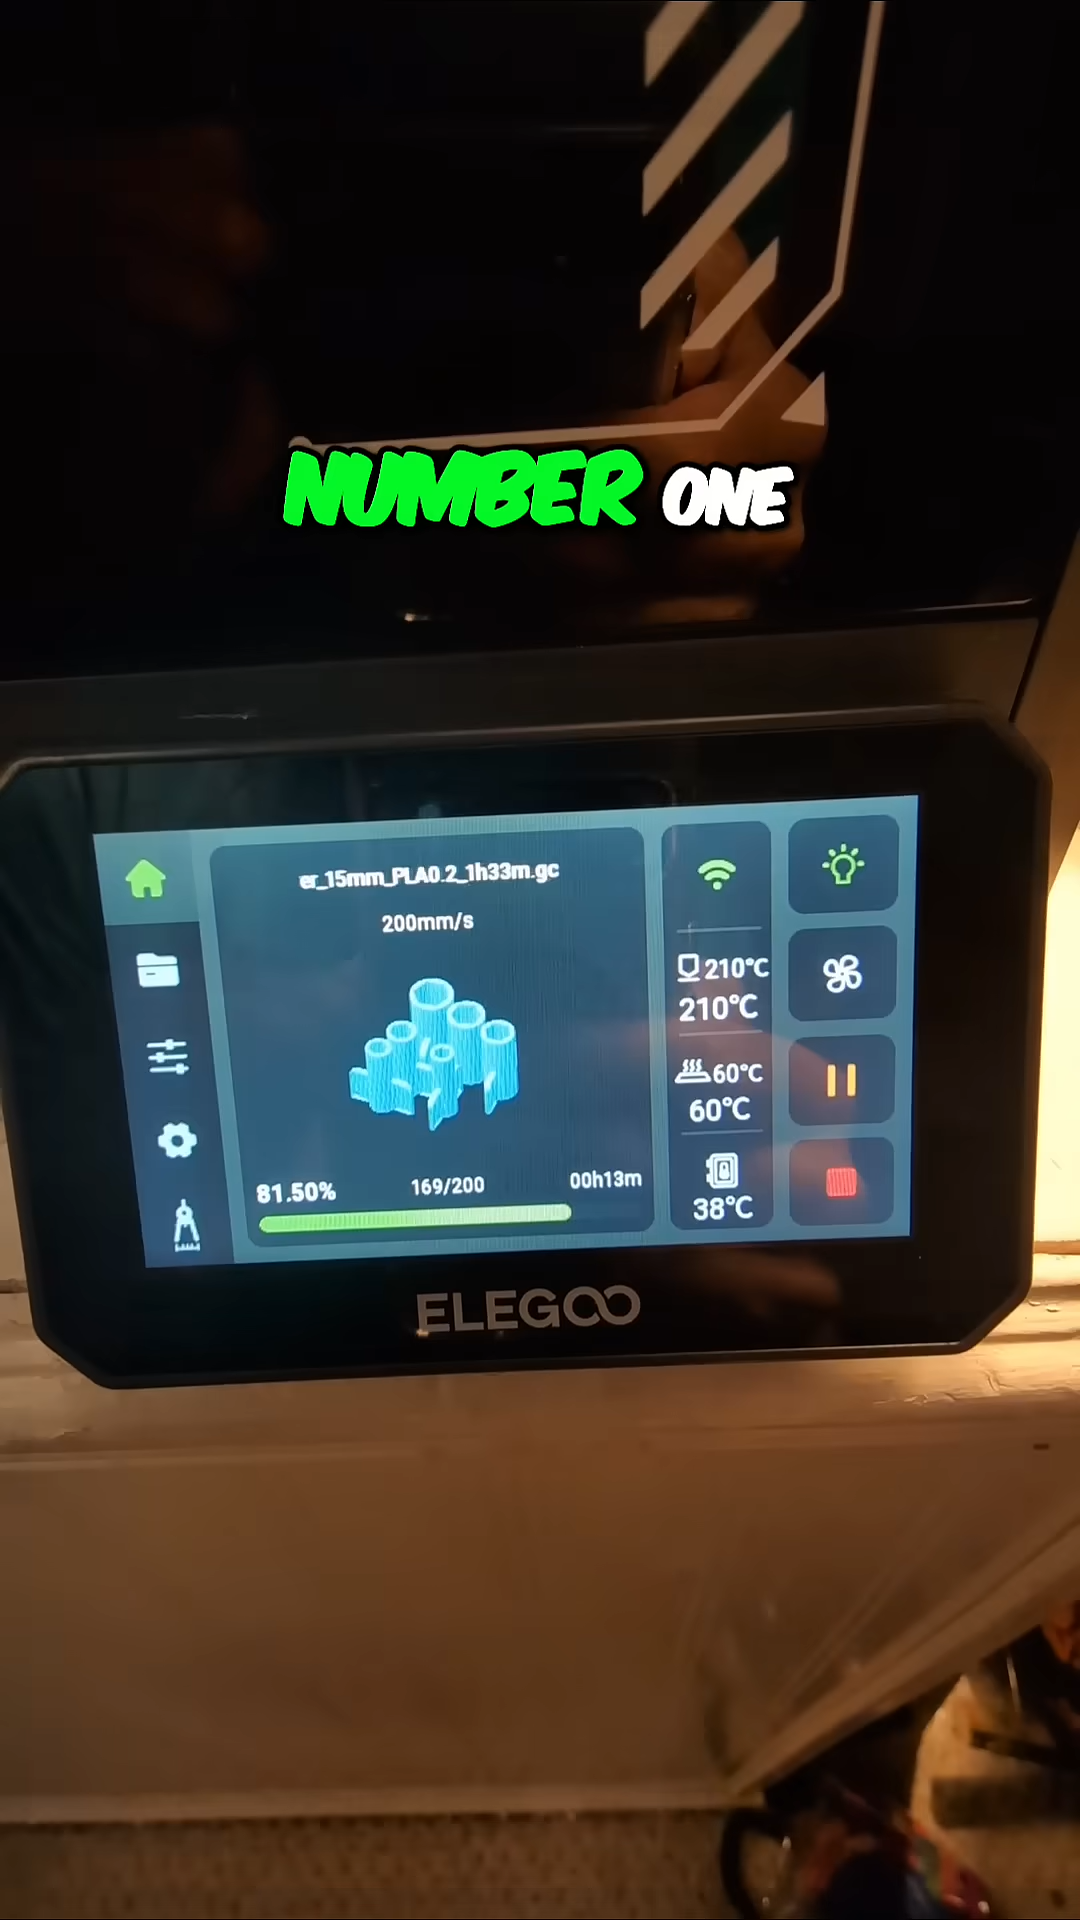 NUMBER ONE
er_15mm_PLA0.2_1h33m.gc
200mm/s
210°C
210°C
60°C
60°C
38°C
81.50%
169/200
00h13m
ELEGOO